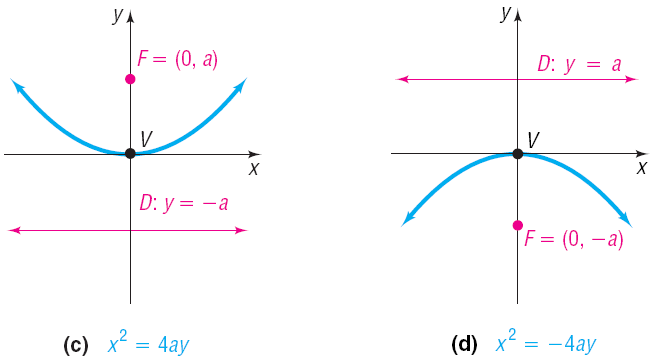 y
F = (0, a)
V
x
D: y = −a
(c) x² = 4ay
y
D: y = a
V
x
F = (0, −a)
(d) x² = −4ay